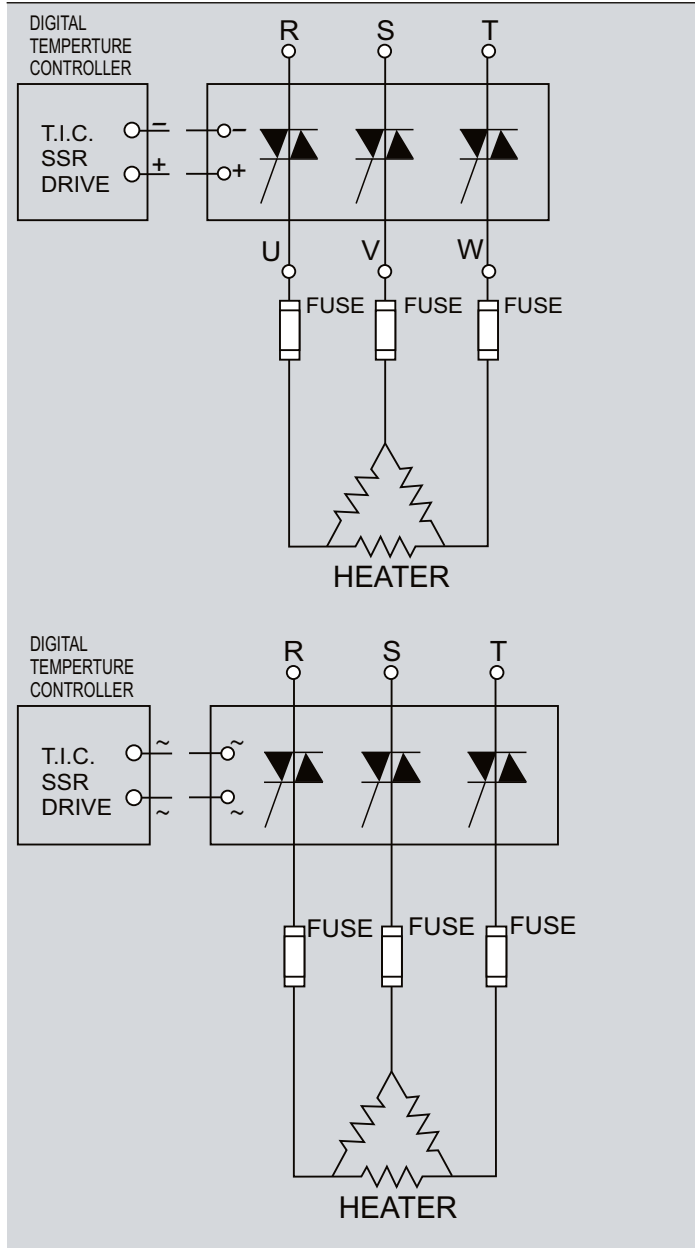 DIGITAL
TEMPERTURE
CONTROLLER
R S T
T.I.C.
SSR
DRIVE
− −
+ +
U V W
FUSE FUSE FUSE
HEATER
DIGITAL
TEMPERTURE
CONTROLLER
R S T
T.I.C.
SSR
DRIVE
~ ~
~ ~
FUSE FUSE FUSE
HEATER